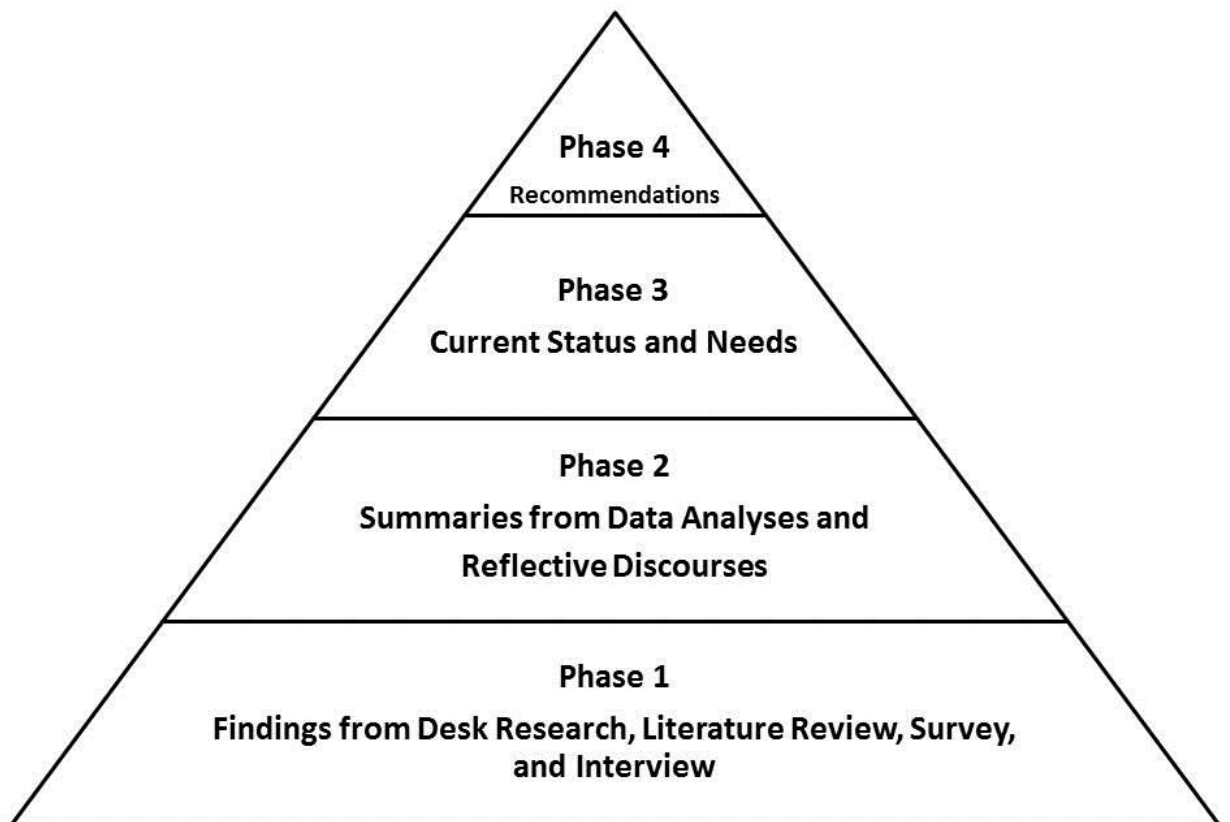 Phase 4
Recommendations
Phase 3
Current Status and Needs
Phase 2
Summaries from Data Analyses and
Reflective Discourses
Phase 1
Findings from Desk Research, Literature Review, Survey,
and Interview